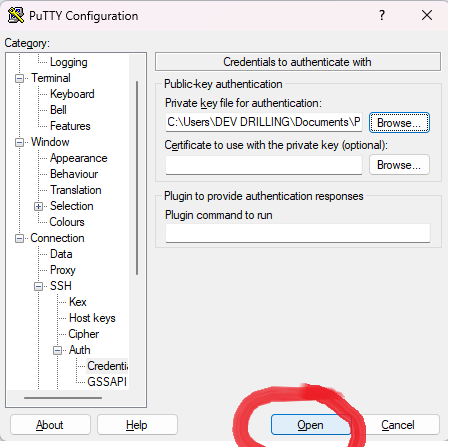 PuTTY Configuration
?
Category:
Logging
Terminal
Keyboard
Bell
Features
Window
Appearance
Behaviour
Translation
Selection
Colours
Connection
Data
Proxy
SSH
Kex
Host keys
Cipher
Auth
Credentia
GSSAPI
Credentials to authenticate with
Public-key authentication
Private key file for authentication:
C:\Users\DEV DRILLING\Documents\P
Browse...
Certificate to use with the private key (optional):
Browse...
Plugin to provide authentication responses
Plugin command to run
About
Help
Open
Cancel